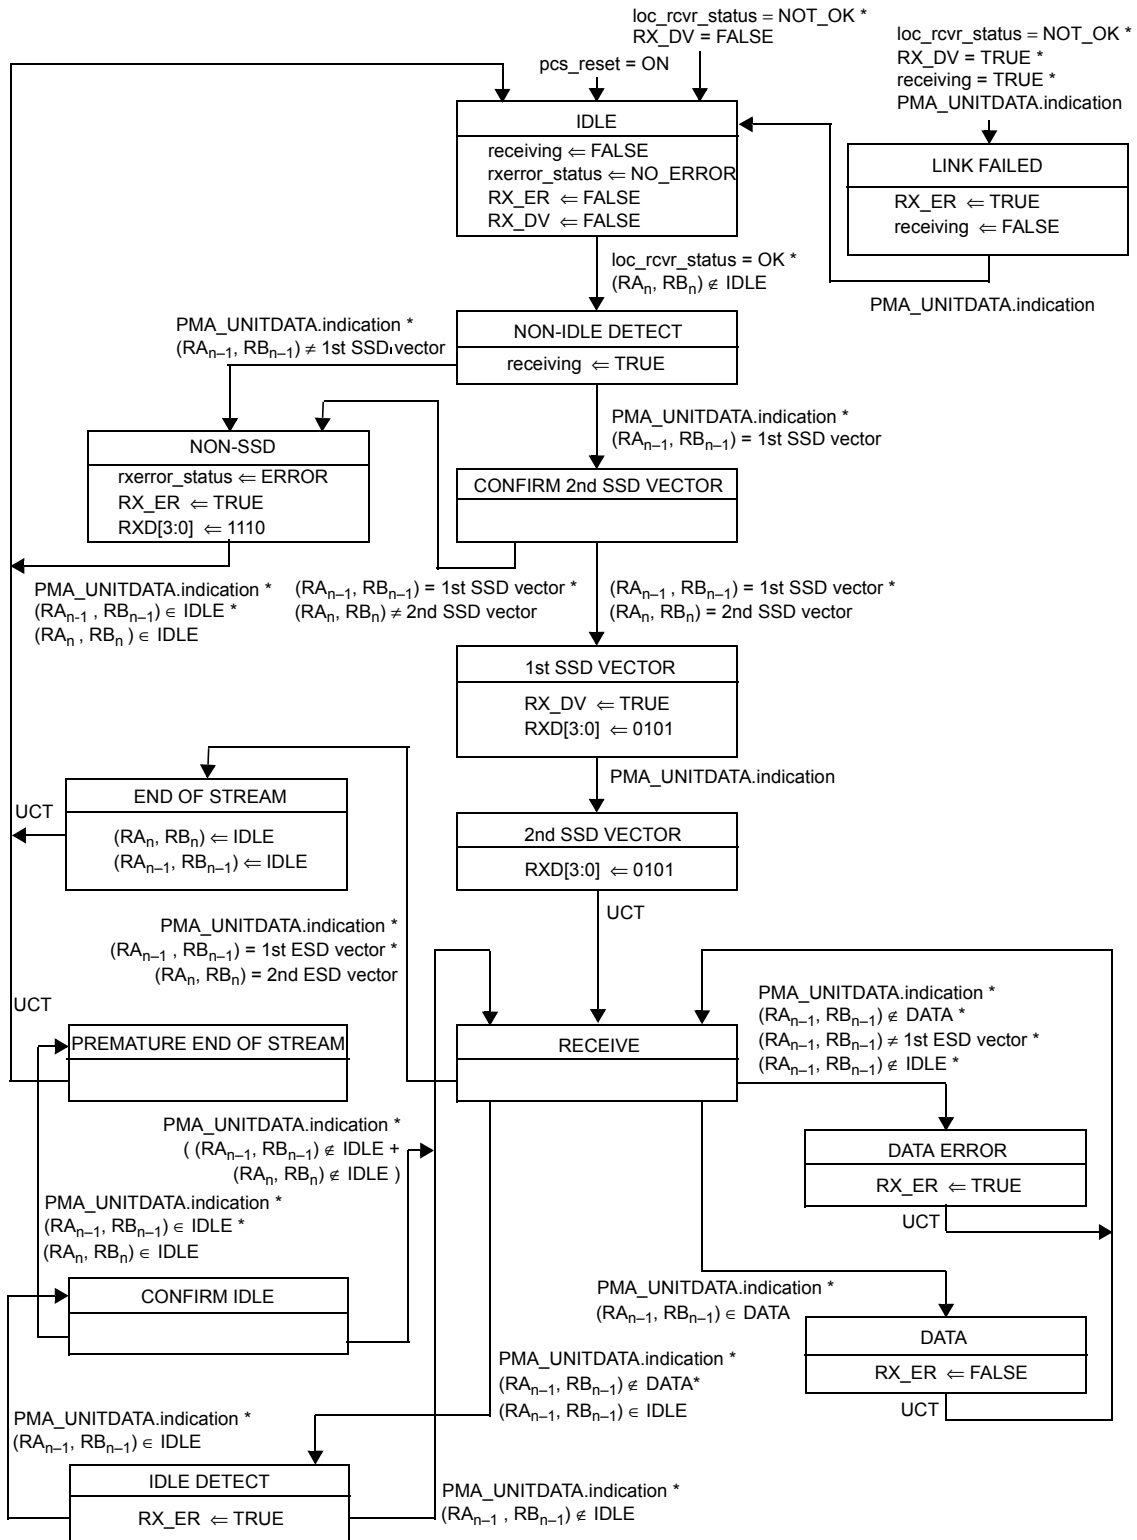 loc_rcvr_status = NOT_OK *
RX_DV = FALSE
pcs_reset = ON
loc_rcvr_status = NOT_OK *
RX_DV = TRUE *
receiving = TRUE *
PMA_UNITDATA.indication
IDLE
receiving ⇐ FALSE
rxerror_status ⇐ NO_ERROR
RX_ER ⇐ FALSE
RX_DV ⇐ FALSE
LINK FAILED
RX_ER ⇐ TRUE
receiving ⇐ FALSE
PMA_UNITDATA.indication
loc_rcvr_status = OK *
(RAn, RBn) ∉ IDLE
NON-IDLE DETECT
receiving ⇐ TRUE
PMA_UNITDATA.indication *
(RAn–1, RBn–1) ≠ 1st SSD vector
PMA_UNITDATA.indication *
(RAn–1, RBn–1) = 1st SSD vector
NON-SSD
rxerror_status ⇐ ERROR
RX_ER ⇐ TRUE
RXD[3:0] ⇐ 1110
CONFIRM 2nd SSD VECTOR
PMA_UNITDATA.indication *
(RAn-1 , RBn–1) ∈ IDLE *
(RAn , RBn ) ∈ IDLE
(RAn–1, RBn–1) = 1st SSD vector *
(RAn, RBn) ≠ 2nd SSD vector
(RAn–1 , RBn–1) = 1st SSD vector *
(RAn, RBn) = 2nd SSD vector
1st SSD VECTOR
RX_DV ⇐ TRUE
RXD[3:0] ⇐ 0101
PMA_UNITDATA.indication
END OF STREAM
(RAn, RBn) ⇐ IDLE
(RAn–1, RBn–1) ⇐ IDLE
UCT
2nd SSD VECTOR
RXD[3:0] ⇐ 0101
UCT
PMA_UNITDATA.indication *
(RAn–1 , RBn–1) = 1st ESD vector *
(RAn, RBn) = 2nd ESD vector
UCT
PREMATURE END OF STREAM
RECEIVE
PMA_UNITDATA.indication *
(RAn–1, RBn–1) ∉ DATA *
(RAn–1, RBn–1) ≠ 1st ESD vector *
(RAn–1, RBn–1) ∉ IDLE *
PMA_UNITDATA.indication *
( (RAn–1, RBn–1) ∉ IDLE +
(RAn, RBn) ∉ IDLE )
DATA ERROR
RX_ER ⇐ TRUE
UCT
PMA_UNITDATA.indication *
(RAn–1, RBn–1) ∈ IDLE *
(RAn, RBn) ∈ IDLE
CONFIRM IDLE
PMA_UNITDATA.indication *
(RAn–1, RBn–1) ∈ DATA
DATA
RX_ER ⇐ FALSE
UCT
PMA_UNITDATA.indication *
(RAn–1, RBn–1) ∉ DATA*
(RAn–1, RBn–1) ∈ IDLE
PMA_UNITDATA.indication *
(RAn–1, RBn–1) ∈ IDLE
IDLE DETECT
RX_ER ⇐ TRUE
PMA_UNITDATA.indication *
(RAn–1 , RBn–1) ∉ IDLE